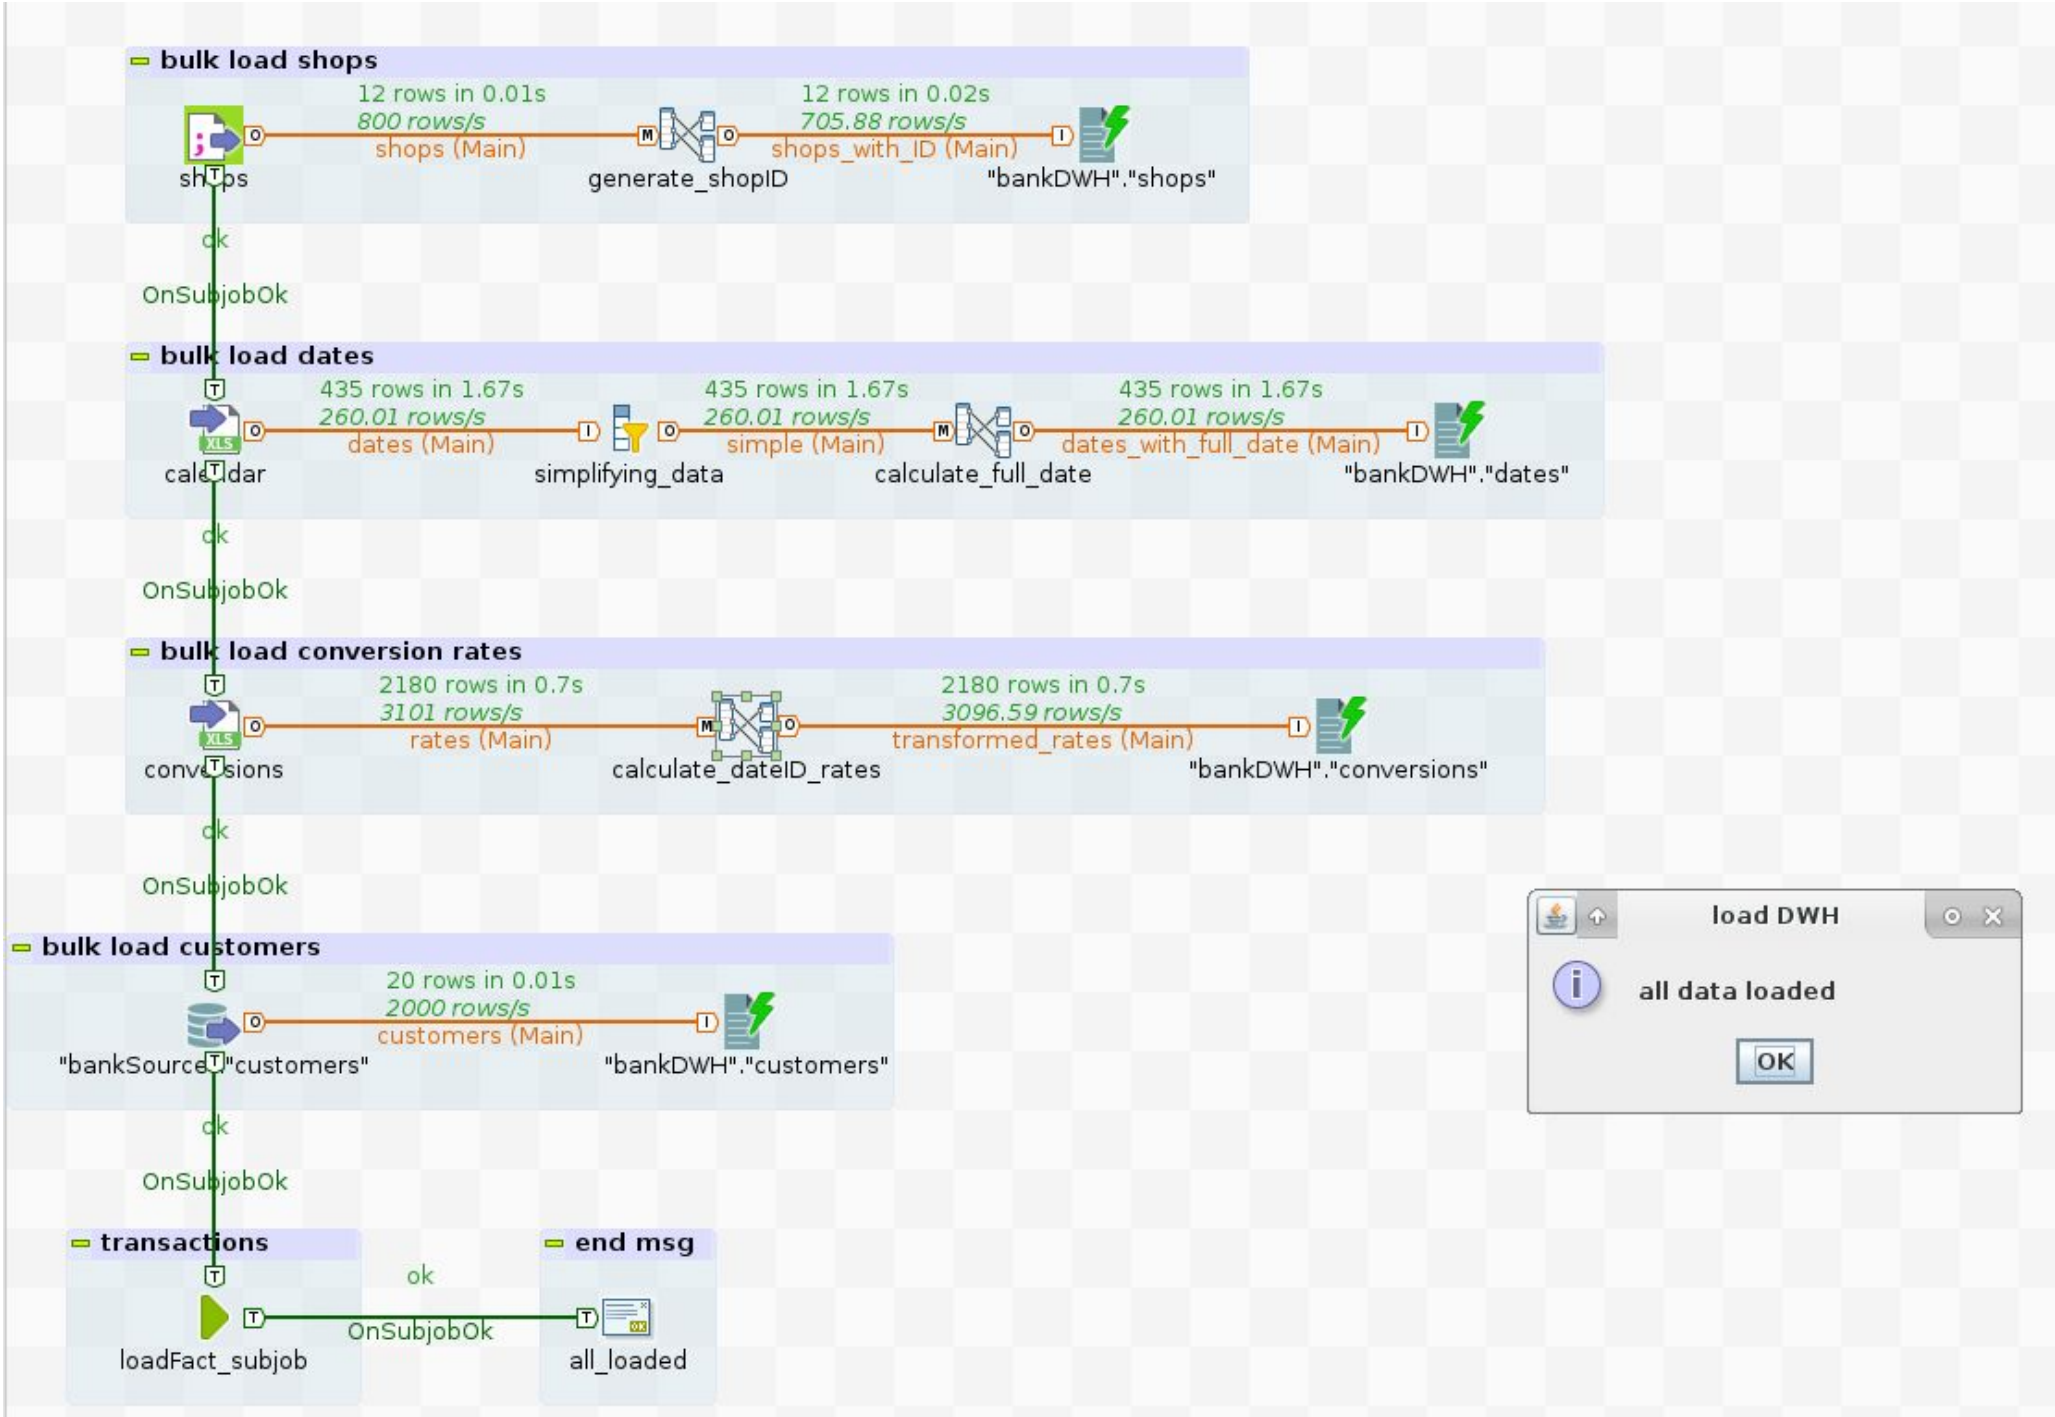 bulk load shops
12 rows in 0.01s
800 rows/s
shops (Main)
12 rows in 0.02s
705.88 rows/s
shops_with_ID (Main)
;
O
M
O
I
T
shops
generate_shopID
"bankDWH"."shops"
ok
OnSubjobOk
bulk load dates
T
435 rows in 1.67s
260.01 rows/s
dates (Main)
435 rows in 1.67s
260.01 rows/s
simple (Main)
435 rows in 1.67s
260.01 rows/s
dates_with_full_date (Main)
XLS
O
I
O
M
O
I
T
calendar
simplifying_data
calculate_full_date
"bankDWH"."dates"
ok
OnSubjobOk
bulk load conversion rates
T
2180 rows in 0.7s
3101 rows/s
rates (Main)
2180 rows in 0.7s
3096.59 rows/s
transformed_rates (Main)
XLS
O
M
O
I
T
conversions
calculate_dateID_rates
"bankDWH"."conversions"
ok
OnSubjobOk
bulk load customers
T
20 rows in 0.01s
2000 rows/s
customers (Main)
O
I
T
"bankSource"."customers"
"bankDWH"."customers"
ok
OnSubjobOk
load DWH
i
all data loaded
OK
transactions
T
T
ok
OnSubjobOk
loadFact_subjob
end msg
T
OK
all_loaded